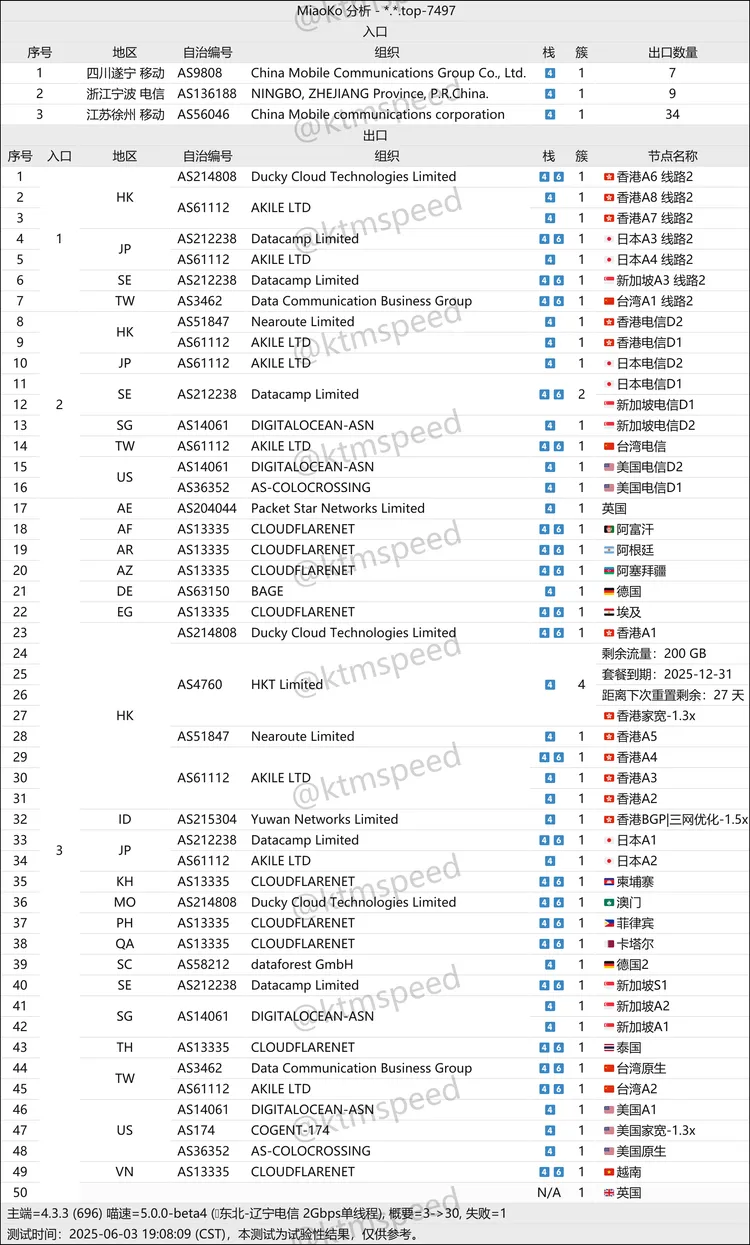 MiaoKo 分析 - *.*.top-7497
入口
序号 地区 自治编号 组织 栈 簇 出口数量
1 四川遂宁 移动 AS9808 China Mobile Communications Group Co., Ltd. 4 1 7
2 浙江宁波 电信 AS136188 NINGBO, ZHEJIANG Province, P.R.China. 4 1 9
3 江苏徐州 移动 AS56046 China Mobile communications corporation 4 1 34
出口
序号 入口 地区 自治编号 组织 栈 簇 节点名称
1 AS214808 Ducky Cloud Technologies Limited 4 6 1 香港A6 线路2
2 HK AS61112 AKILE LTD 4 1 香港A8 线路2
3 4 1 香港A7 线路2
4 1 JP AS212238 Datacamp Limited 4 6 1 日本A3 线路2
5 AS61112 AKILE LTD 4 1 日本A4 线路2
6 SE AS212238 Datacamp Limited 4 6 1 新加坡A3 线路2
7 TW AS3462 Data Communication Business Group 4 6 1 台湾A1 线路2
8 HK AS51847 Nearoute Limited 4 1 香港电信D2
9 AS61112 AKILE LTD 4 1 香港电信D1
10 JP AS61112 AKILE LTD 4 1 日本电信D2
11 SE AS212238 Datacamp Limited 4 6 2 日本电信D1
12 2 新加坡电信D1
13 SG AS14061 DIGITALOCEAN-ASN 4 1 新加坡电信D2
14 TW AS61112 AKILE LTD 4 6 1 台湾电信
15 US AS14061 DIGITALOCEAN-ASN 4 1 美国电信D2
16 AS36352 AS-COLOCROSSING 4 1 美国电信D1
17 AE AS204044 Packet Star Networks Limited 4 1 英国
18 AF AS13335 CLOUDFLARENET 4 6 1 阿富汗
19 AR AS13335 CLOUDFLARENET 4 6 1 阿根廷
20 AZ AS13335 CLOUDFLARENET 4 6 1 阿塞拜疆
21 DE AS63150 BAGE 4 1 德国
22 EG AS13335 CLOUDFLARENET 4 6 1 埃及
23 AS214808 Ducky Cloud Technologies Limited 4 6 1 香港A1
24 剩余流量：200 GB
25 AS4760 HKT Limited 4 4 套餐到期：2025-12-31
26 距离下次重置剩余：27 天
27 HK 香港家宽-1.3x
28 AS51847 Nearoute Limited 4 1 香港A5
29 4 6 1 香港A4
30 AS61112 AKILE LTD 4 1 香港A3
31 4 1 香港A2
32 ID AS215304 Yuwan Networks Limited 4 1 香港BGP|三网优化-1.5x
33 3 JP AS212238 Datacamp Limited 4 6 1 日本A1
34 AS61112 AKILE LTD 4 1 日本A2
35 KH AS13335 CLOUDFLARENET 4 6 1 柬埔寨
36 MO AS214808 Ducky Cloud Technologies Limited 4 6 1 澳门
37 PH AS13335 CLOUDFLARENET 4 6 1 菲律宾
38 QA AS13335 CLOUDFLARENET 4 6 1 卡塔尔
39 SC AS58212 dataforest GmbH 4 1 德国2
40 SE AS212238 Datacamp Limited 4 6 1 新加坡S1
41 SG AS14061 DIGITALOCEAN-ASN 4 1 新加坡A2
42 4 1 新加坡A1
43 TH AS13335 CLOUDFLARENET 4 6 1 泰国
44 TW AS3462 Data Communication Business Group 4 6 1 台湾原生
45 AS61112 AKILE LTD 4 6 1 台湾A2
46 AS14061 DIGITALOCEAN-ASN 4 1 美国A1
47 US AS174 COGENT-174 4 1 美国家宽-1.3x
48 AS36352 AS-COLOCROSSING 4 1 美国原生
49 VN AS13335 CLOUDFLARENET 4 6 1 越南
50 N/A 1 英国
主端=4.3.3 (696) 喵速=5.0.0-beta4 (东北-辽宁电信 2Gbps单线程), 概要=3->30, 失败=1
测试时间：2025-06-03 19:08:09 (CST)，本测试为试验性结果，仅供参考。
@ktmspeed
@ktmspeed
@ktmspeed
@ktmspeed
@ktmspeed
@ktmspeed
@ktmspeed
@ktmspeed
@ktmspeed
@ktmspeed
@ktmspeed
@ktmspeed